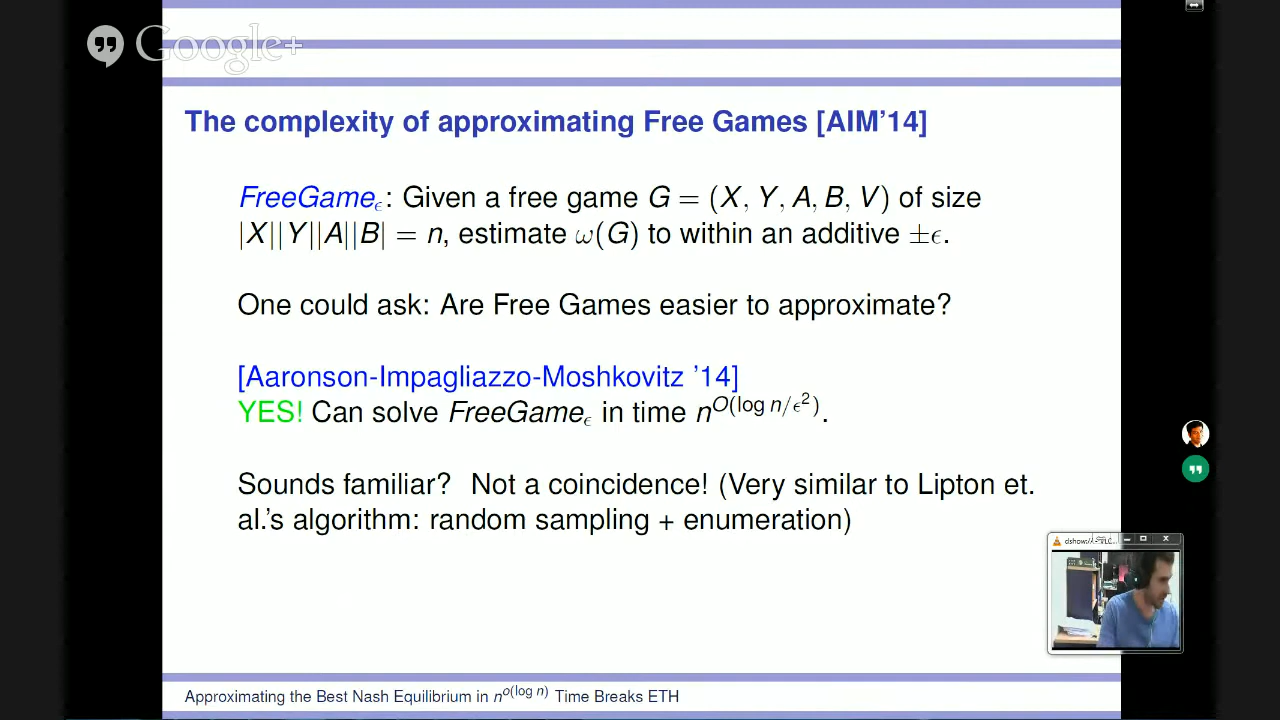 Google+
The complexity of approximating Free Games [AIM'14]
FreeGameϵ: Given a free game G = (X, Y, A, B, V) of size
|X||Y||A||B| = n, estimate ω(G) to within an additive ±ϵ.
One could ask: Are Free Games easier to approximate?
[Aaronson-Impagliazzo-Moshkovitz '14]
YES! Can solve FreeGameϵ in time n^O(log n/ϵ²).
Sounds familiar? Not a coincidence! (Very similar to Lipton et.
al.'s algorithm: random sampling + enumeration)
Approximating the Best Nash Equilibrium in n^o(log n) Time Breaks ETH